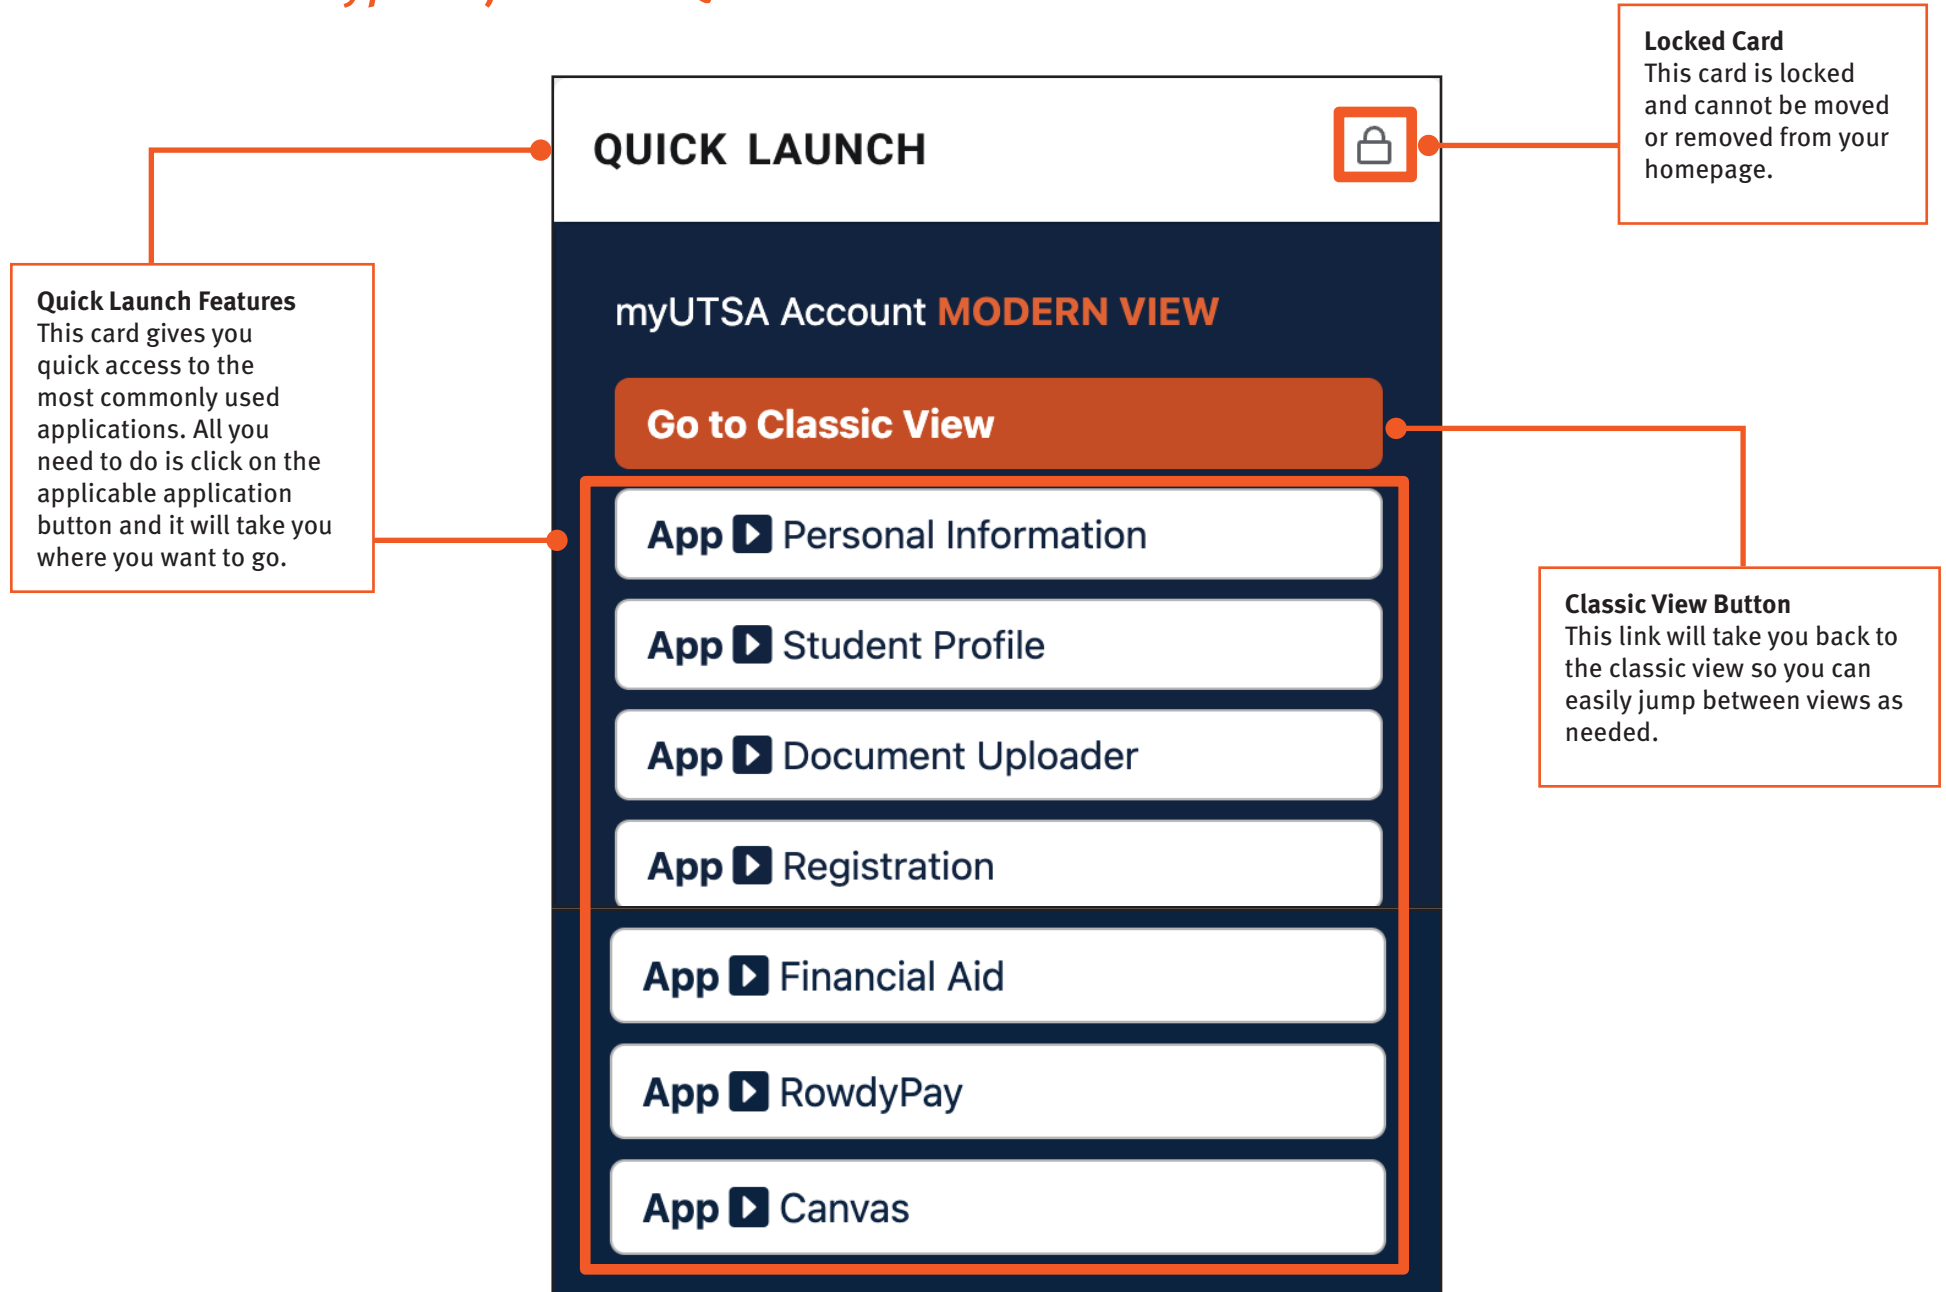 Locked Card
This card is locked
and cannot be moved
or removed from your
homepage.
QUICK LAUNCH
Quick Launch Features
This card gives you
quick access to the
most commonly used
applications. All you
need to do is click on the
applicable application
button and it will take you
where you want to go.
myUTSA Account MODERN VIEW
Go to Classic View
App Personal Information
App Student Profile
App Document Uploader
App Registration
App Financial Aid
App RowdyPay
App Canvas
Classic View Button
This link will take you back to
the classic view so you can
easily jump between views as
needed.